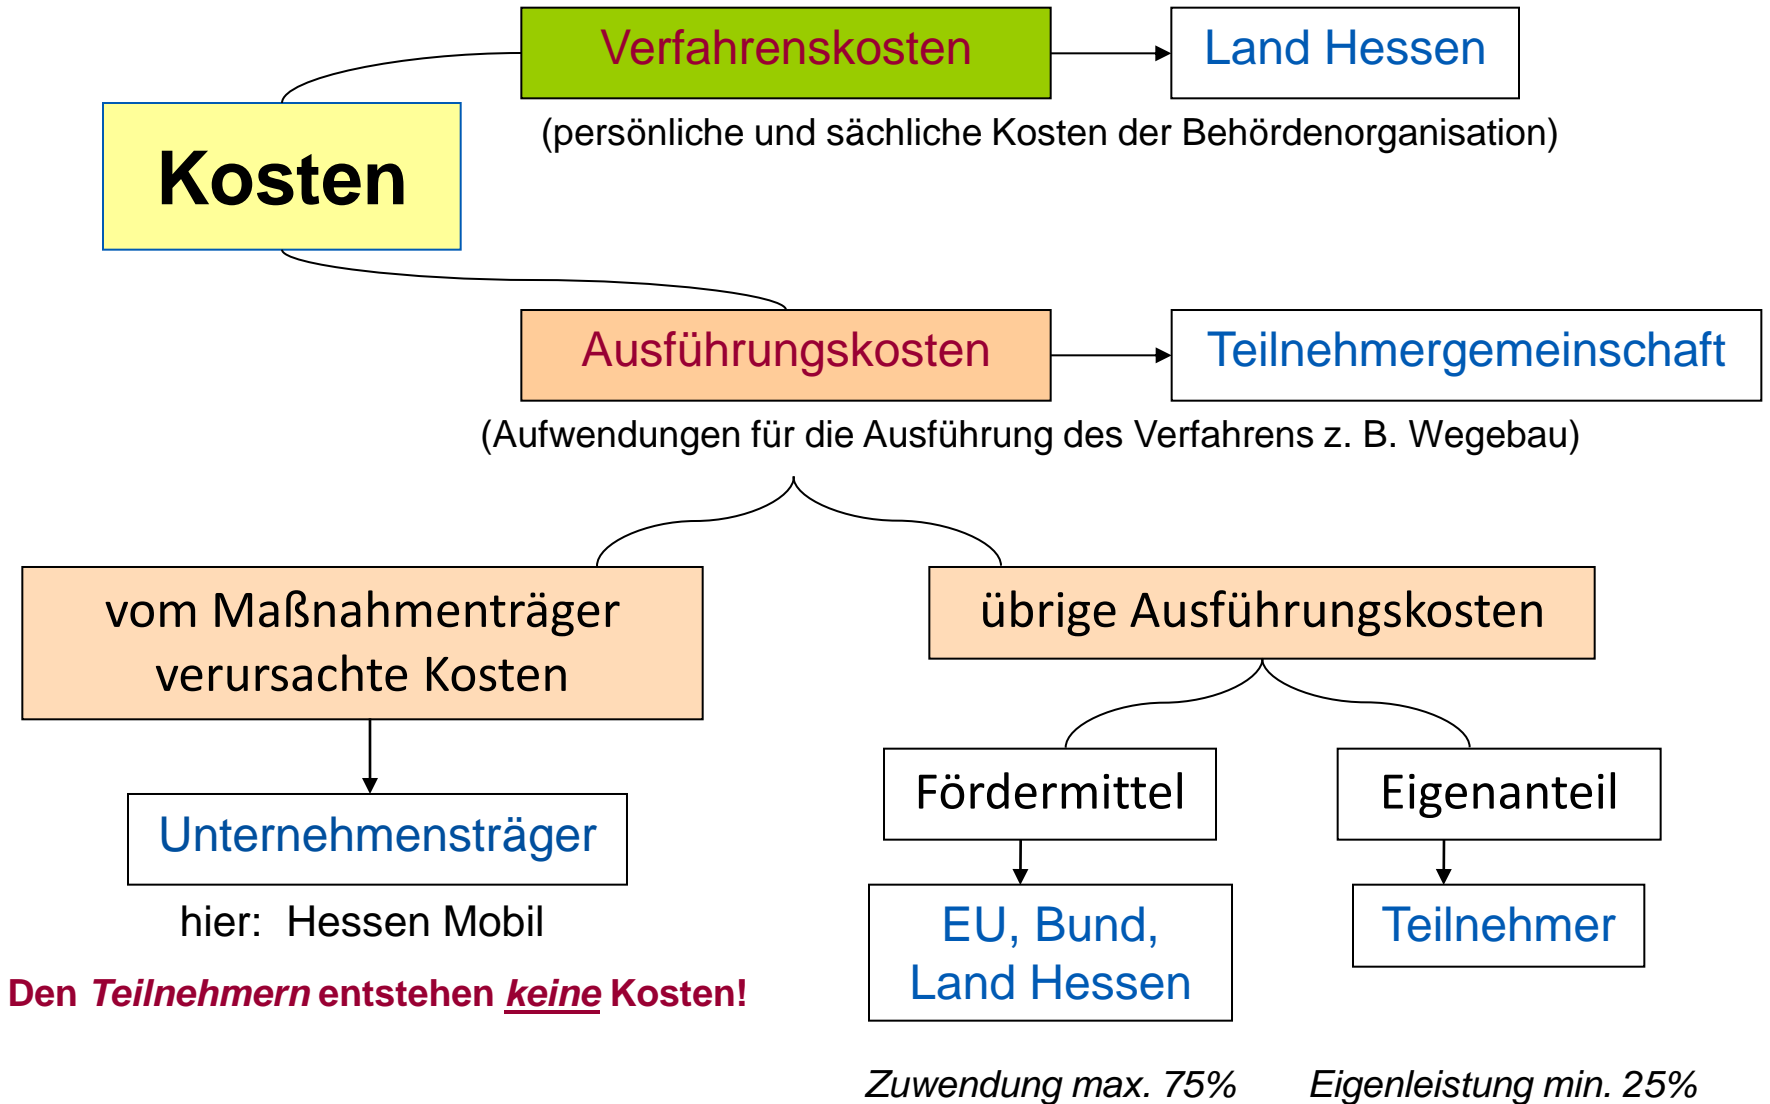 Verfahrenskosten
Land Hessen
(persönliche und sächliche Kosten der Behördenorganisation)
Kosten
Ausführungskosten
Teilnehmergemeinschaft
(Aufwendungen für die Ausführung des Verfahrens z. B. Wegebau)
vom Maßnahmenträger
verursachte Kosten
übrige Ausführungskosten
Unternehmensträger
hier: Hessen Mobil
Den Teilnehmern entstehen keine Kosten!
Fördermittel
Eigenanteil
EU, Bund,
Land Hessen
Teilnehmer
Zuwendung max. 75%
Eigenleistung min. 25%